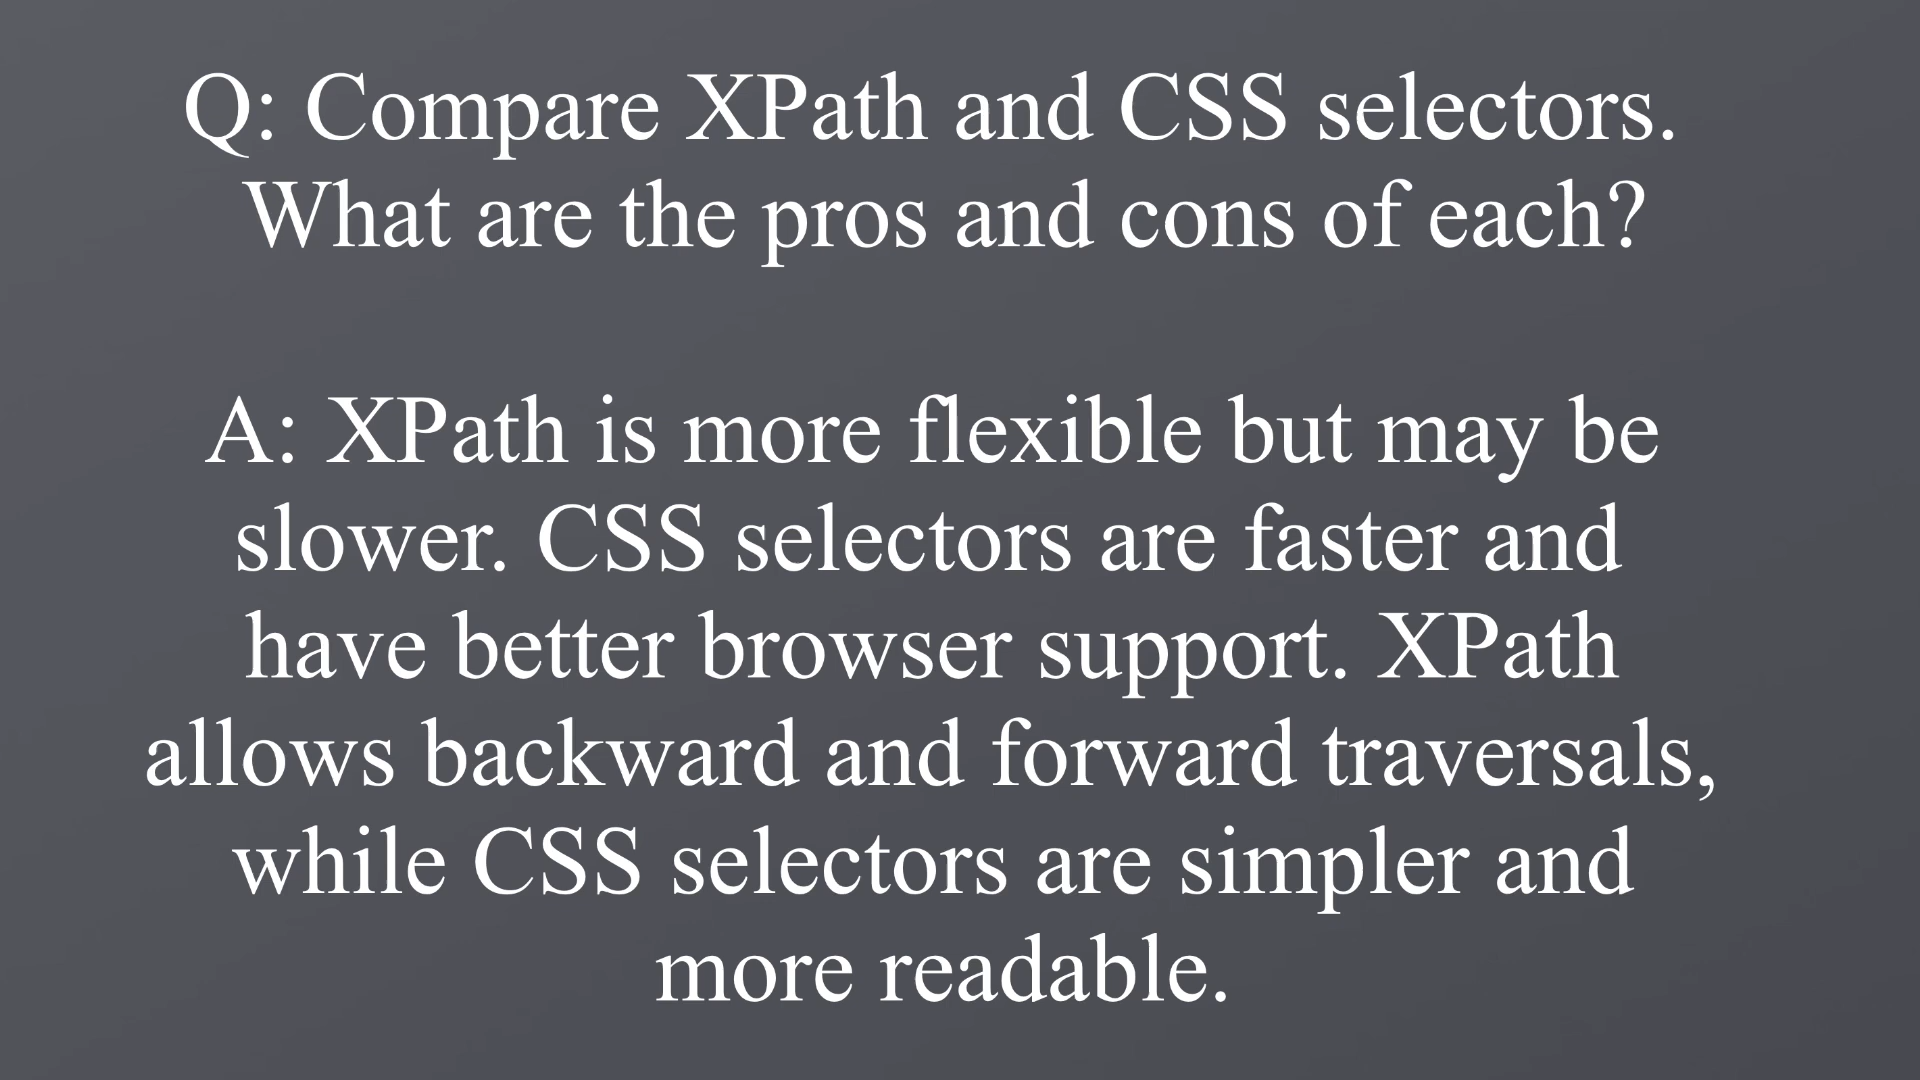 Q: Compare XPath and CSS selectors.
What are the pros and cons of each?
A: XPath is more flexible but may be
slower. CSS selectors are faster and
have better browser support. XPath
allows backward and forward traversals,
while CSS selectors are simpler and
more readable.